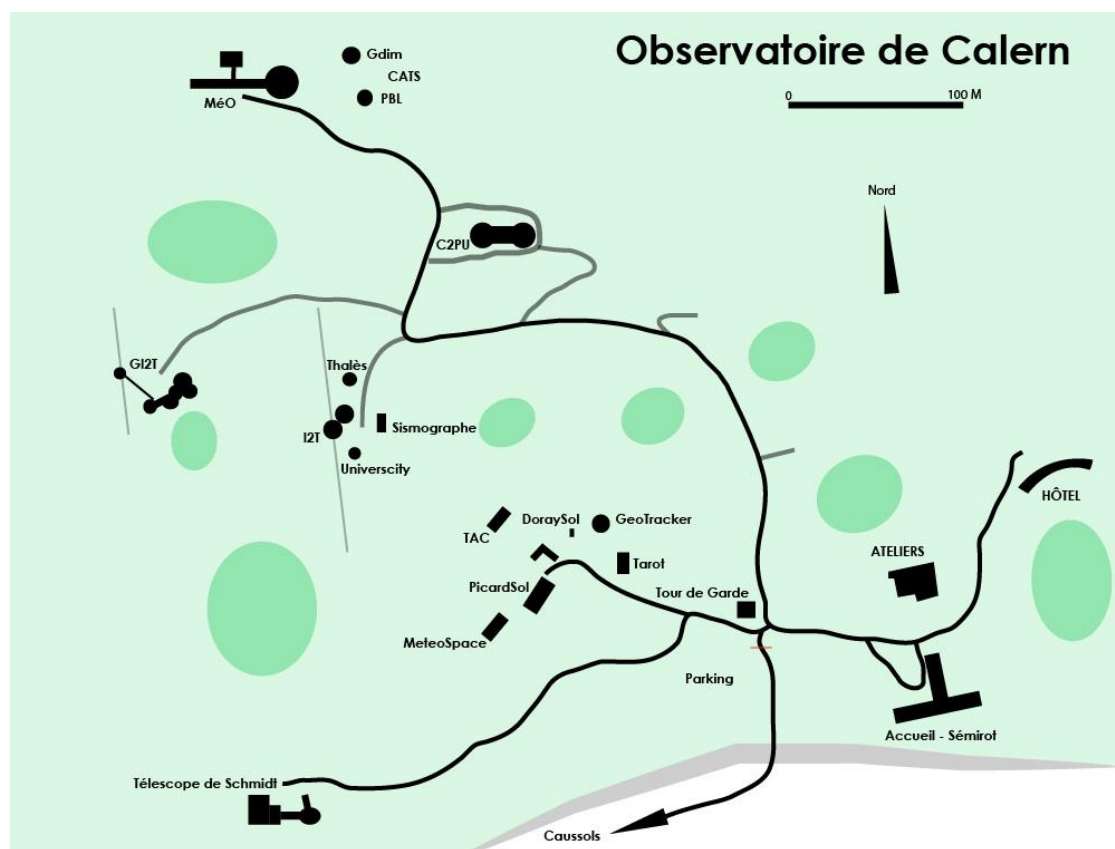 Observatoire de Calern
Gdim
CATS
MéO
PBL
0
100 M
Nord
C2PU
GI2T
Thalès
I2T
Sismographe
Universcity
HÔTEL
DoraySol
GeoTracker
TAC
ATELIERS
Tarot
PicardSol
Tour de Garde
MeteoSpace
Parking
Accueil - Sémirot
Télescope de Schmidt
Caussols